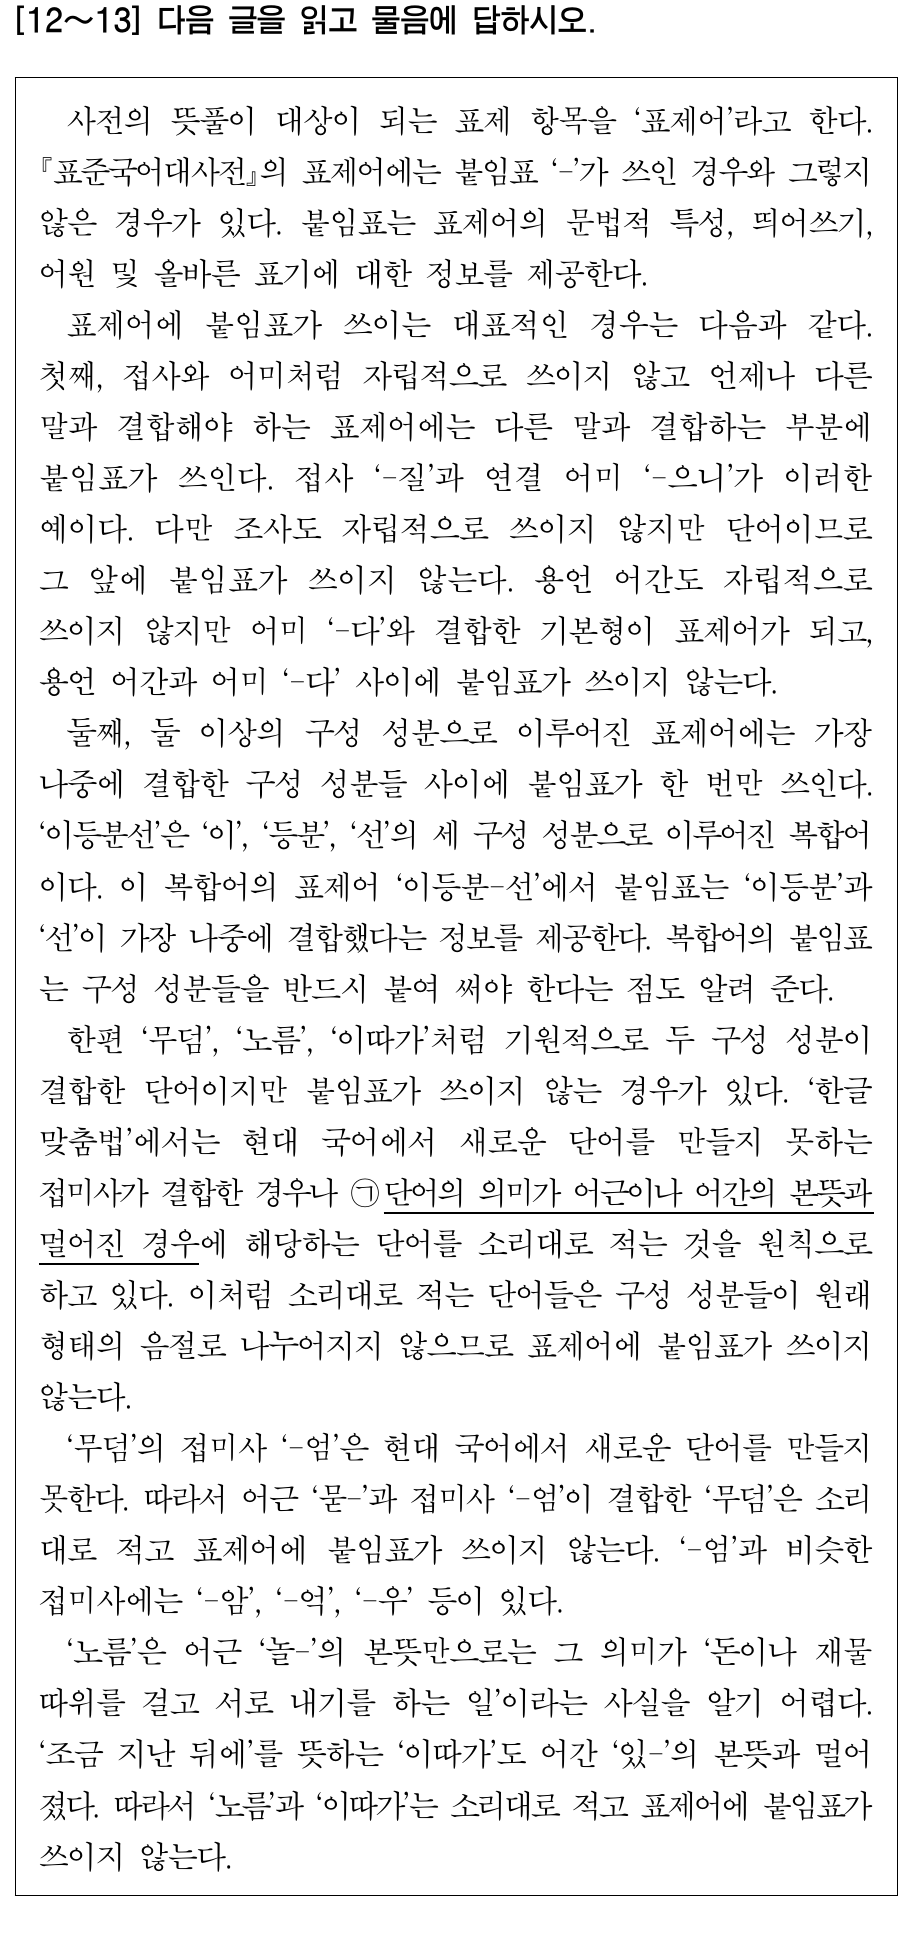 [12～13] 다음 글을 읽고 물음에 답하시오.
사전의 뜻풀이 대상이 되는 표제 항목을 ‘표제어’라고 한다.
『표준국어대사전』의 표제어에는 붙임표 ‘-’가 쓰인 경우와 그렇지
않은 경우가 있다. 붙임표는 표제어의 문법적 특성, 띄어쓰기,
어원 및 올바른 표기에 대한 정보를 제공한다.
표제어에 붙임표가 쓰이는 대표적인 경우는 다음과 같다.
첫째, 접사와 어미처럼 자립적으로 쓰이지 않고 언제나 다른
말과 결합해야 하는 표제어에는 다른 말과 결합하는 부분에
붙임표가 쓰인다. 접사 ‘-질’과 연결 어미 ‘-으니’가 이러한
예이다. 다만 조사도 자립적으로 쓰이지 않지만 단어이므로
그 앞에 붙임표가 쓰이지 않는다. 용언 어간도 자립적으로
쓰이지 않지만 어미 ‘-다’와 결합한 기본형이 표제어가 되고,
용언 어간과 어미 ‘-다’ 사이에 붙임표가 쓰이지 않는다.
둘째, 둘 이상의 구성 성분으로 이루어진 표제어에는 가장
나중에 결합한 구성 성분들 사이에 붙임표가 한 번만 쓰인다.
‘이등분선’은 ‘이’, ‘등분’, ‘선’의 세 구성 성분으로 이루어진 복합어
이다. 이 복합어의 표제어 ‘이등분-선’에서 붙임표는 ‘이등분’과
‘선’이 가장 나중에 결합했다는 정보를 제공한다. 복합어의 붙임표
는 구성 성분들을 반드시 붙여 써야 한다는 점도 알려 준다.
한편 ‘무덤’, ‘노름’, ‘이따가’처럼 기원적으로 두 구성 성분이
결합한 단어이지만 붙임표가 쓰이지 않는 경우가 있다. ‘한글
맞춤법’에서는 현대 국어에서 새로운 단어를 만들지 못하는
접미사가 결합한 경우나 ㉠단어의 의미가 어근이나 어간의 본뜻과
멀어진 경우에 해당하는 단어를 소리대로 적는 것을 원칙으로
하고 있다. 이처럼 소리대로 적는 단어들은 구성 성분들이 원래
형태의 음절로 나누어지지 않으므로 표제어에 붙임표가 쓰이지
않는다.
‘무덤’의 접미사 ‘-엄’은 현대 국어에서 새로운 단어를 만들지
못한다. 따라서 어근 ‘묻-’과 접미사 ‘-엄’이 결합한 ‘무덤’은 소리
대로 적고 표제어에 붙임표가 쓰이지 않는다. ‘-엄’과 비슷한
접미사에는 ‘-암’, ‘-억’, ‘-우’ 등이 있다.
‘노름’은 어근 ‘놀-’의 본뜻만으로는 그 의미가 ‘돈이나 재물
따위를 걸고 서로 내기를 하는 일’이라는 사실을 알기 어렵다.
‘조금 지난 뒤에’를 뜻하는 ‘이따가’도 어간 ‘있-’의 본뜻과 멀어
졌다. 따라서 ‘노름’과 ‘이따가’는 소리대로 적고 표제어에 붙임표가
쓰이지 않는다.